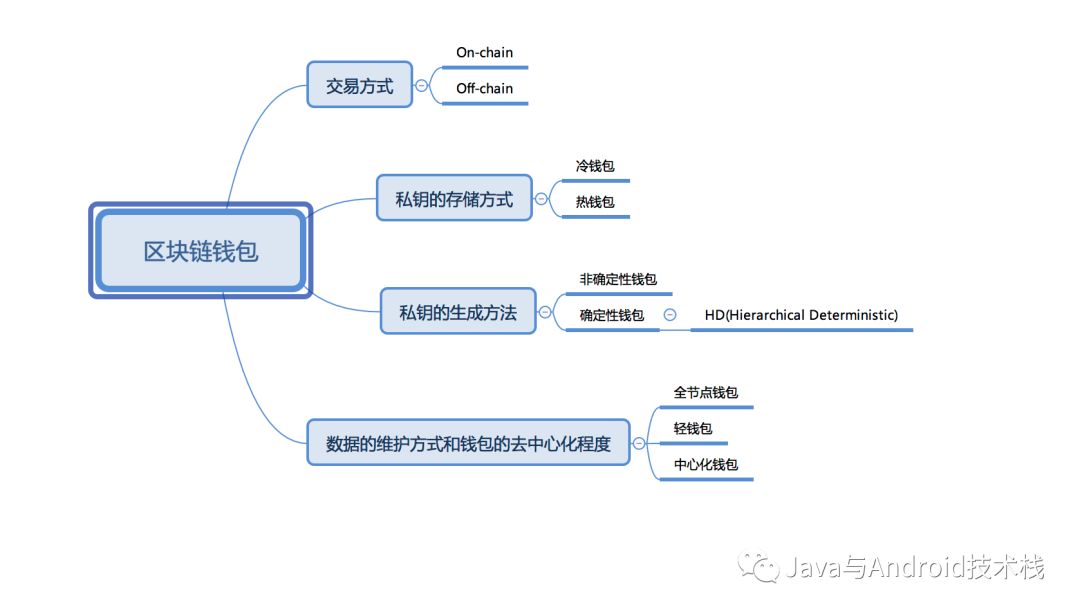 区块链钱包
交易方式
On-chain
Off-chain
私钥的存储方式
冷钱包
热钱包
私钥的生成方法
非确定性钱包
确定性钱包
HD(Hierarchical Deterministic)
数据的维护方式和钱包的去中心化程度
全节点钱包
轻钱包
中心化钱包
Java与Android技术栈